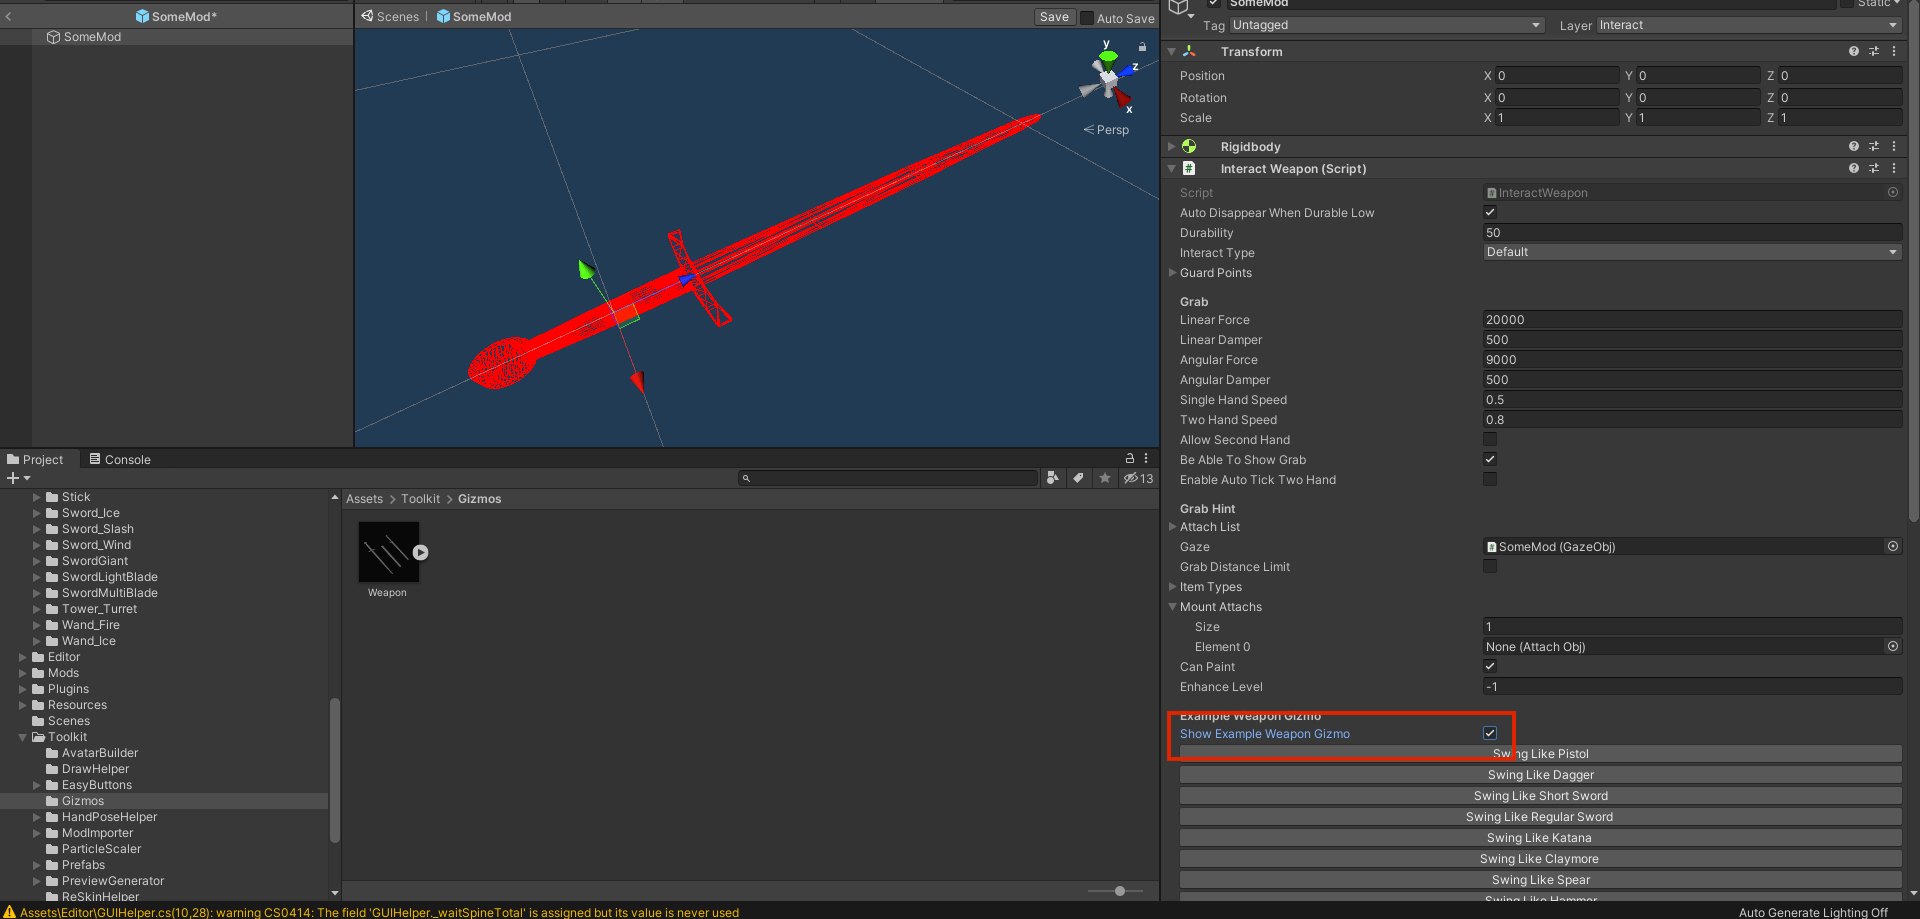 SomeMod*
Scenes
SomeMod
Save
Auto Save
SomeMod
y
z
x
Persp
Project
Console
13
Stick
Sword_Ice
Sword_Slash
Sword_Wind
SwordGiant
SwordLightBlade
SwordMultiBlade
Tower_Turret
Wand_Fire
Wand_Ice
Editor
Mods
Plugins
Resources
Scenes
Toolkit
AvatarBuilder
DrawHelper
EasyButtons
Gizmos
HandPoseHelper
ModImporter
ParticleScaler
Prefabs
PreviewGenerator
ReSkinHelper
Assets > Toolkit > Gizmos
Weapon
SomeMod
Static
Tag Untagged
Layer Interact
Transform
Position X 0 Y 0 Z 0
Rotation X 0 Y 0 Z 0
Scale X 1 Y 1 Z 1
Rigidbody
Interact Weapon (Script)
Script InteractWeapon
Auto Disappear When Durable Low
Durability 50
Interact Type Default
Guard Points
Grab
Linear Force 20000
Linear Damper 500
Angular Force 9000
Angular Damper 500
Single Hand Speed 0.5
Two Hand Speed 0.8
Allow Second Hand
Be Able To Show Grab
Enable Auto Tick Two Hand
Grab Hint
Attach List
Gaze SomeMod (GazeObj)
Grab Distance Limit
Item Types
Mount Attachs
Size 1
Element 0 None (Attach Obj)
Can Paint
Enhance Level -1
Example Weapon Gizmo
Show Example Weapon Gizmo
Swing Like Pistol
Swing Like Dagger
Swing Like Short Sword
Swing Like Regular Sword
Swing Like Katana
Swing Like Claymore
Swing Like Spear
Swing Like Hammer
Assets\Editor\GUIHelper.cs(10,28): warning CS0414: The field 'GUIHelper._waitSpineTotal' is assigned but its value is never used
Auto Generate Lighting Off